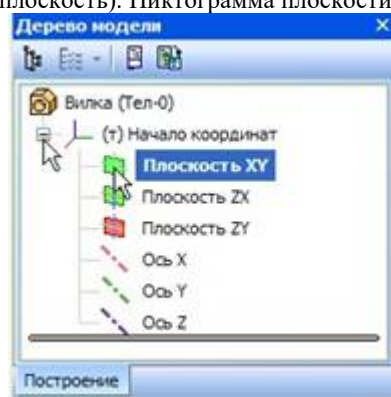 плоскость). Пиктограмма плоскости
Дерево модели
Вилка (Тел-0)
(т) Начало координат
Плоскость XY
Плоскость ZX
Плоскость ZY
Ось X
Ось Y
Ось Z
Построение